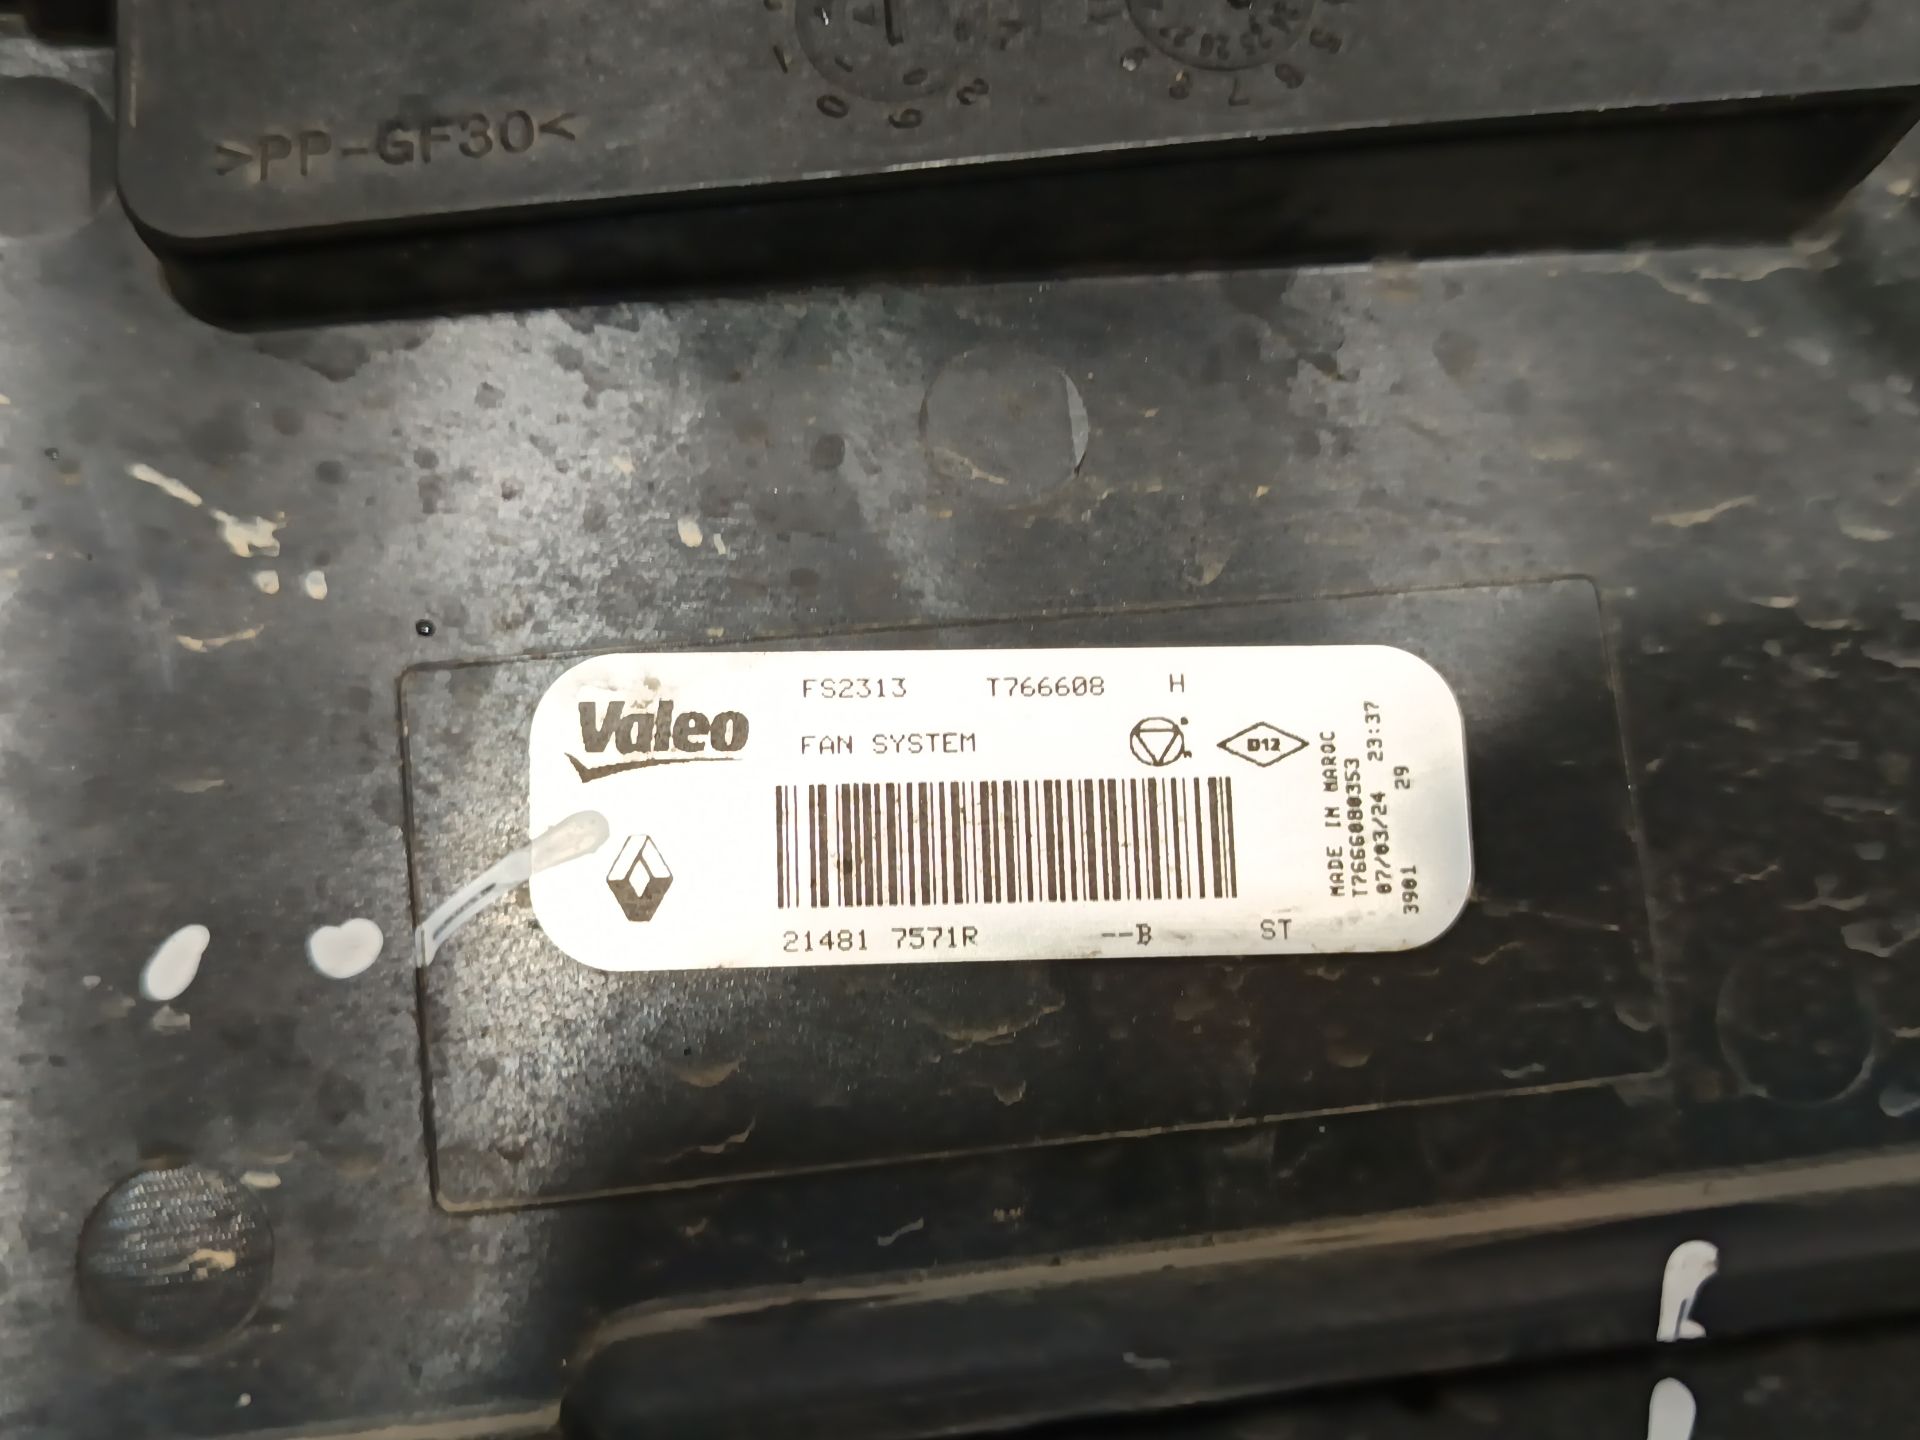 >PP-GF30<
Valeo
FS2313 T766608 H
FAN SYSTEM
D12
21481 7571R --B ST
MADE IN MAROC
T7666080353
07/03/24 23:37
3901 29